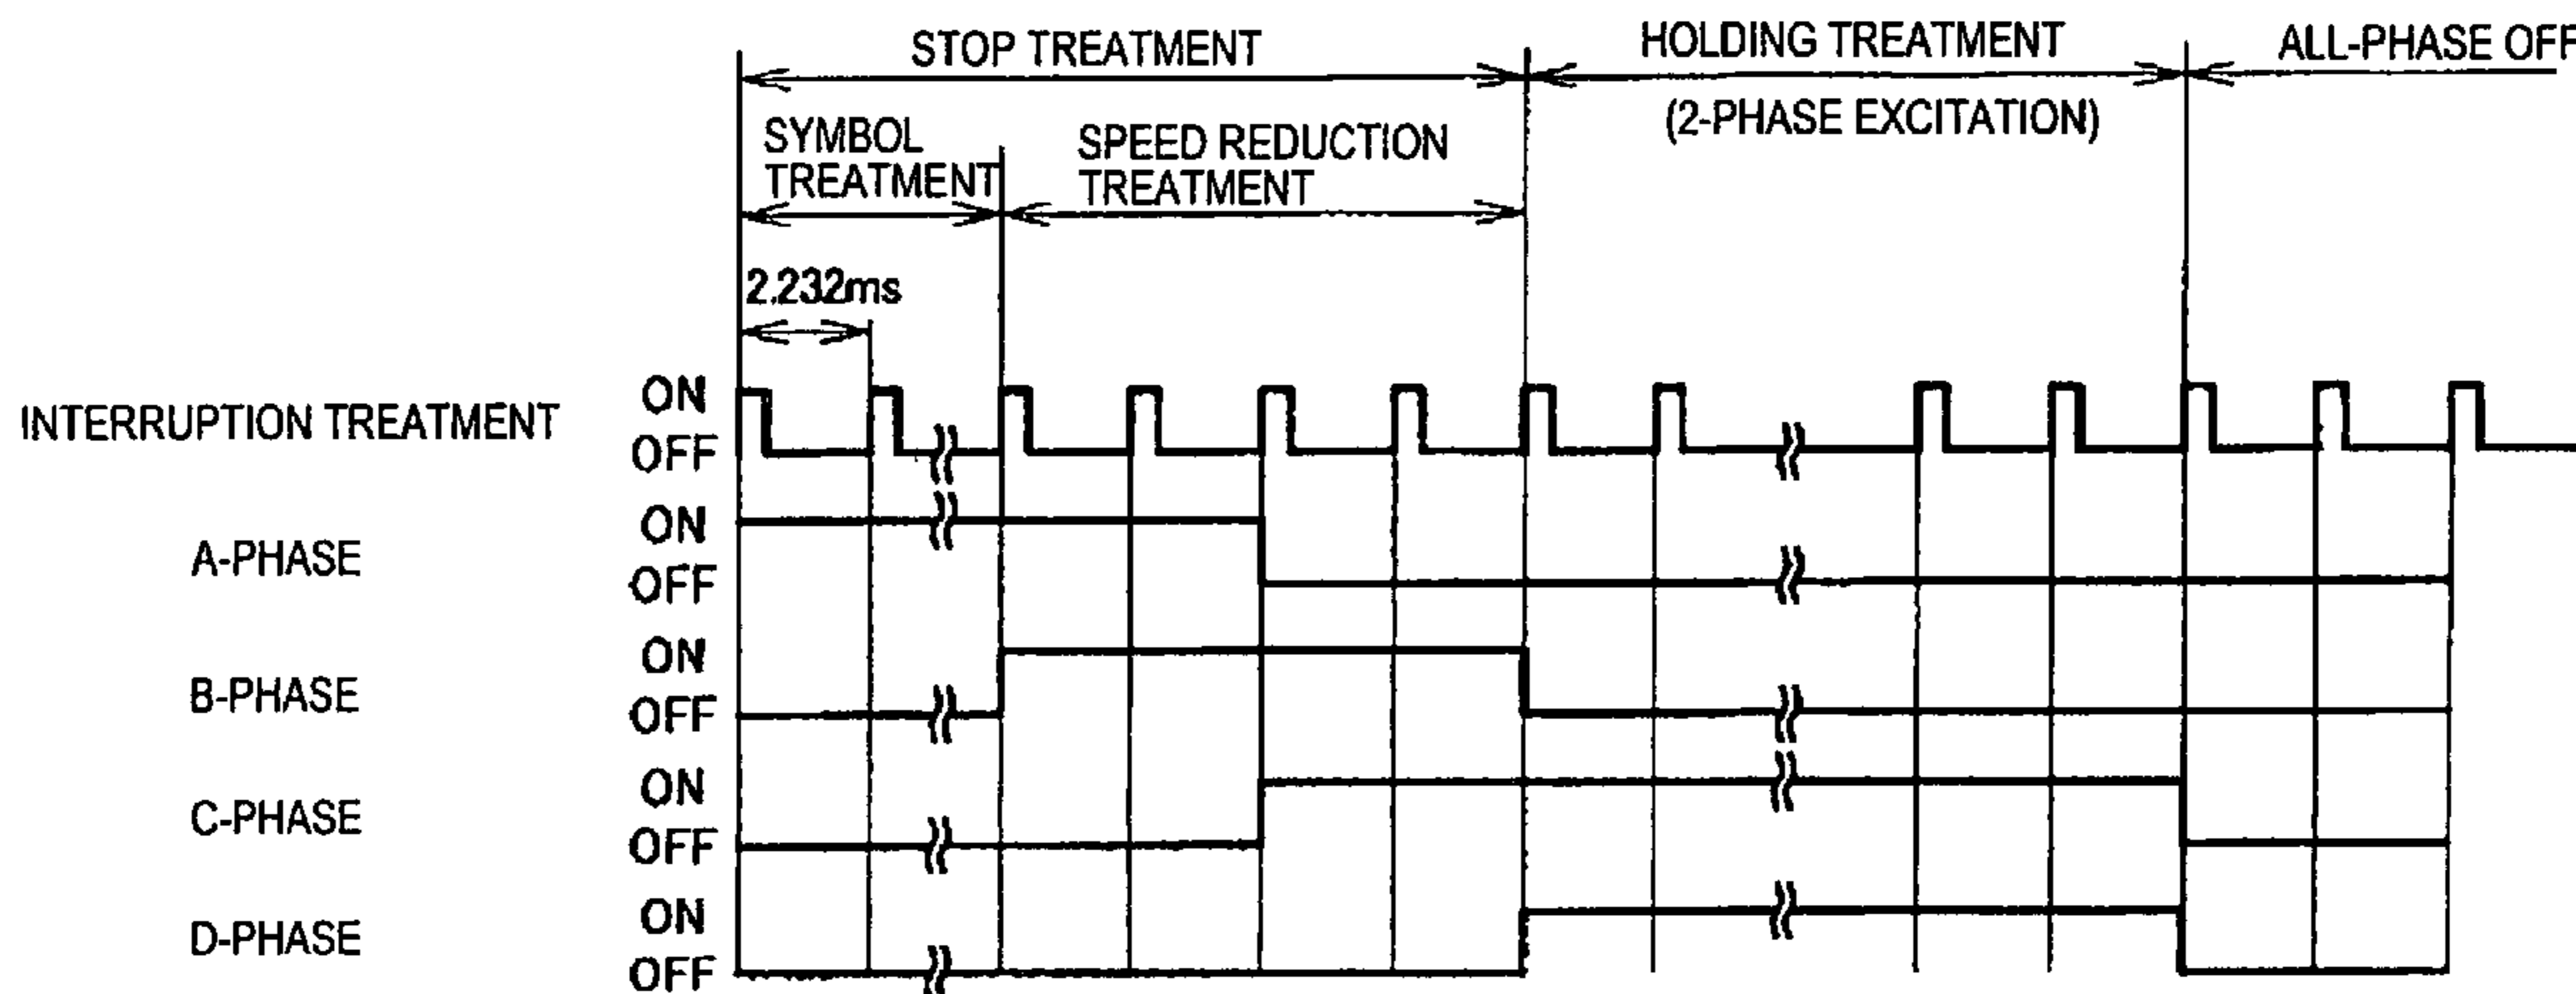 STOP TREATMENT
HOLDING TREATMENT
ALL-PHASE OFF
(2-PHASE EXCITATION)
SYMBOL
TREATMENT
SPEED REDUCTION
TREATMENT
2.232ms
INTERRUPTION TREATMENT
ON
OFF
A-PHASE
ON
OFF
B-PHASE
ON
OFF
C-PHASE
ON
OFF
D-PHASE
ON
OFF